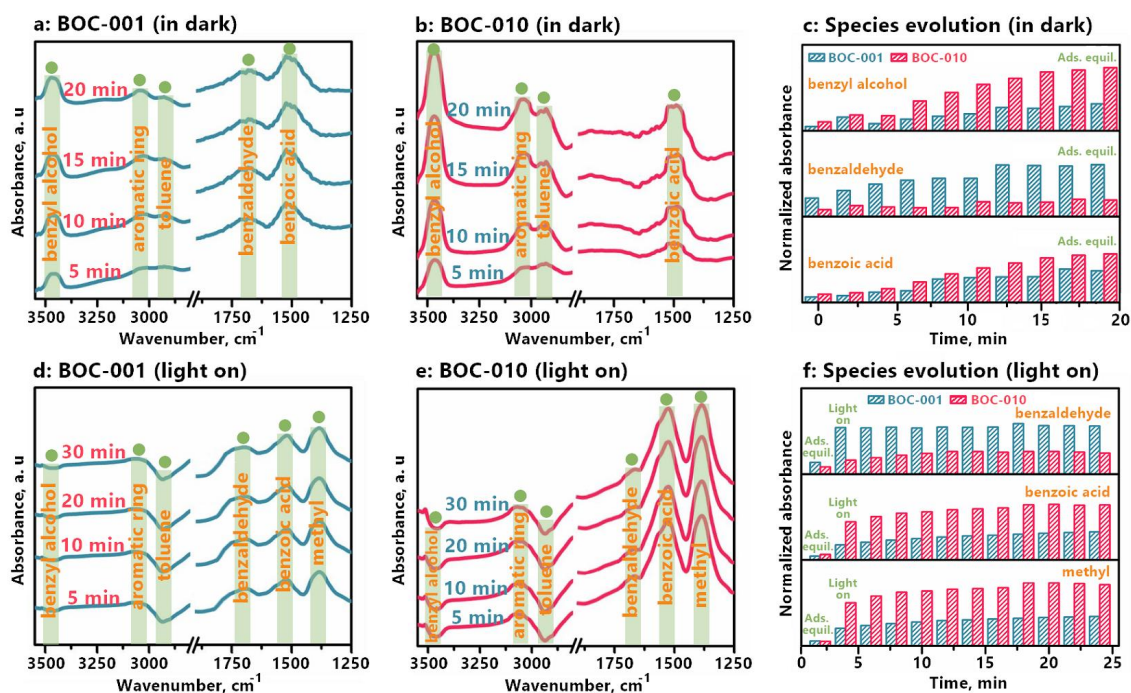 a: BOC-001 (in dark)
Absorbance, a. u
20 min
15 min
10 min
5 min
benzyl alcohol
aromatic ring
toluene
benzaldehyde
benzoic acid
3500 3250 3000 1750 1500 1250
Wavenumber, cm-1
b: BOC-010 (in dark)
Absorbance, a. u
20 min
15 min
10 min
5 min
benzyl alcohol
aromatic ring
toluene
benzoic acid
3500 3250 3000 1750 1500 1250
Wavenumber, cm-1
c: Species evolution (in dark)
Normalized absorbance
BOC-001 BOC-010
Ads. equil.
benzyl alcohol
benzaldehyde
Ads. equil.
Ads. equil.
benzoic acid
0 5 10 15 20
Time, min
d: BOC-001 (light on)
Absorbance, a. u
30 min
20 min
10 min
5 min
benzyl alcohol
aromatic ring
toluene
benzaldehyde
benzoic acid
methyl
3500 3250 3000 1750 1500 1250
Wavenumber, cm-1
e: BOC-010 (light on)
Absorbance, a. u
30 min
20 min
10 min
5 min
benzyl alcohol
aromatic ring
toluene
benxaldehyde
benzoic acid
methyl
3500 3250 3000 1750 1500 1250
Wavenumber, cm-1
f: Species evolution (light on)
Normalized absorbance
BOC-001 BOC-010
benzaldehyde
Light
on
Ads.
equil.
benzoic acid
Light
on
Ads.
equil.
methyl
Light
on
Ads.
equil.
0 5 10 15 20 25
Time, min